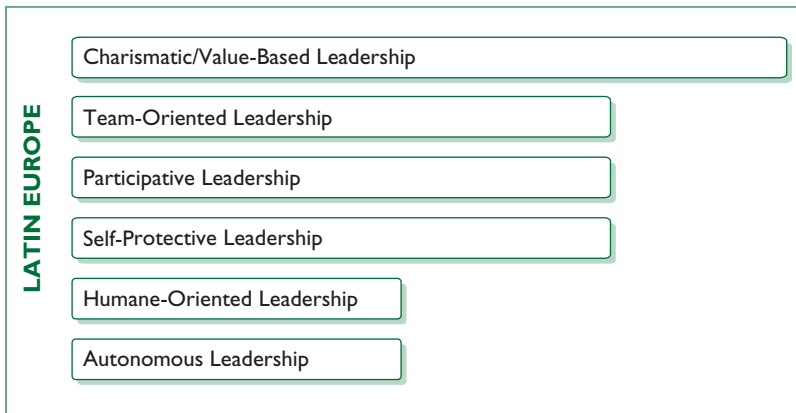 LATIN EUROPE
Charismatic/Value-Based Leadership
Team-Oriented Leadership
Participative Leadership
Self-Protective Leadership
Humane-Oriented Leadership
Autonomous Leadership